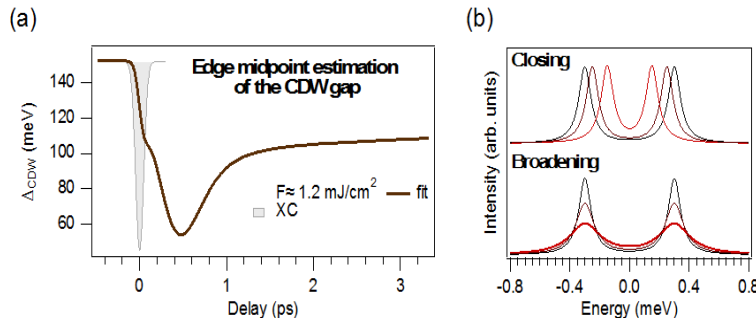 (a)
Edge midpoint estimation
of the CDW gap
ΔCDW (meV)
140
120
100
80
60
F≈ 1.2 mJ/cm²
fit
XC
0
1
2
3
Delay (ps)
(b)
Closing
Broadening
Intensity (arb. units)
-0.8
-0.4
0.0
0.4
0.8
Energy (meV)